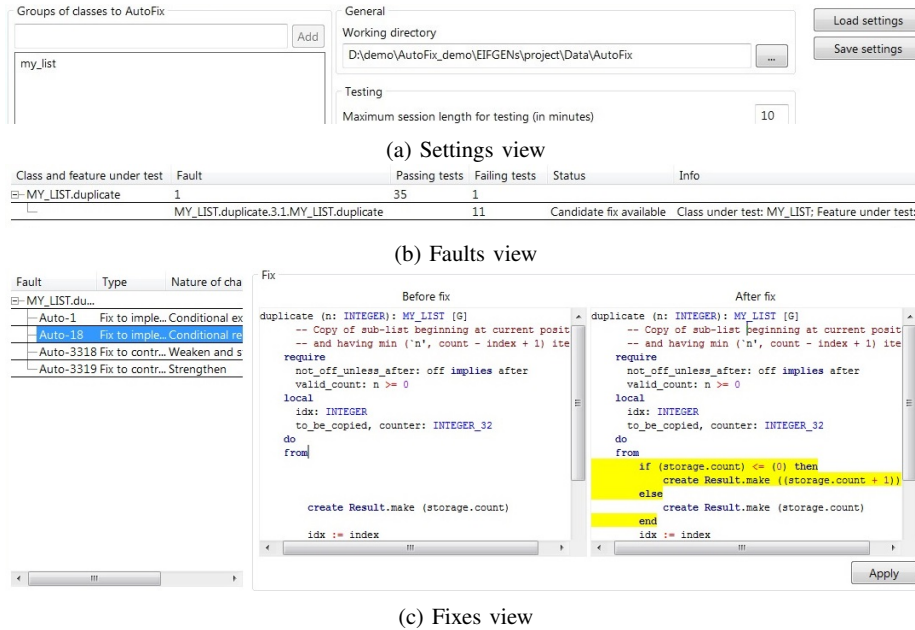 Groups of classes to AutoFix
Add
my_list
General
Working directory
D:\demo\AutoFix_demo\EIFGENs\project\Data\AutoFix
...
Testing
Maximum session length for testing (in minutes) 10
Load settings
Save settings
(a) Settings view
Class and feature under test Fault Passing tests Failing tests Status Info
MY_LIST.duplicate 1 35 1
MY_LIST.duplicate.3.1.MY_LIST.duplicate 11 Candidate fix available Class under test: MY_LIST; Feature under test:
(b) Faults view
Fault Type Nature of cha
MY_LIST.du...
Auto-1 Fix to imple... Conditional ex
Auto-18 Fix to imple... Conditional re
Auto-3318 Fix to contr... Weaken and s
Auto-3319 Fix to contr... Strengthen
Fix
Before fix
duplicate (n: INTEGER): MY_LIST [G]
-- Copy of sub-list beginning at current posit
-- and having min (`n', count - index + 1) ite
require
not_off_unless_after: off implies after
valid_count: n >= 0
local
idx: INTEGER
to_be_copied, counter: INTEGER_32
do
from
create Result.make (storage.count)
idx := index
After fix
duplicate (n: INTEGER): MY_LIST [G]
-- Copy of sub-list beginning at current posit
-- and having min (`n', count - index + 1) ite
require
not_off_unless_after: off implies after
valid_count: n >= 0
local
idx: INTEGER
to_be_copied, counter: INTEGER_32
do
from
if (storage.count) <= (0) then
create Result.make ((storage.count + 1))
else
create Result.make (storage.count)
end
idx := index
Apply
(c) Fixes view